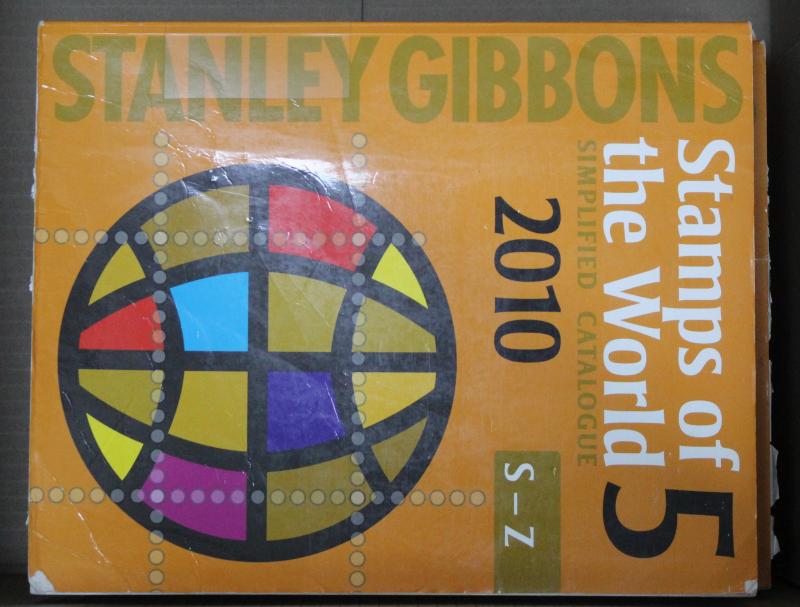 STANLEY GIBBONS
Stamps of
the World 5
SIMPLIFIED CATALOGUE
2010
S – Z